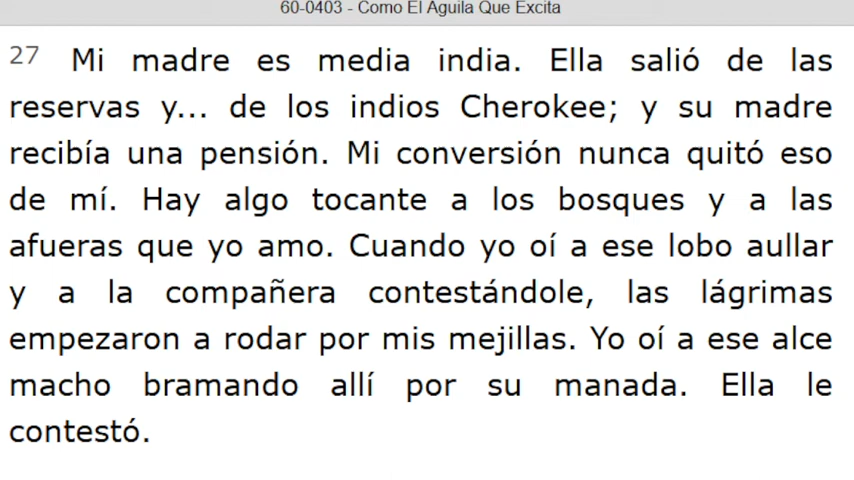 60-0403 - Como El Aguila Que Excita
27 Mi madre es media india. Ella salió de las
reservas y... de los indios Cherokee; y su madre
recibía una pensión. Mi conversión nunca quitó eso
de mí. Hay algo tocante a los bosques y a las
afueras que yo amo. Cuando yo oí a ese lobo aullar
y a la compañera contestándole, las lágrimas
empezaron a rodar por mis mejillas. Yo oí a ese alce
macho bramando allí por su manada. Ella le
contestó.